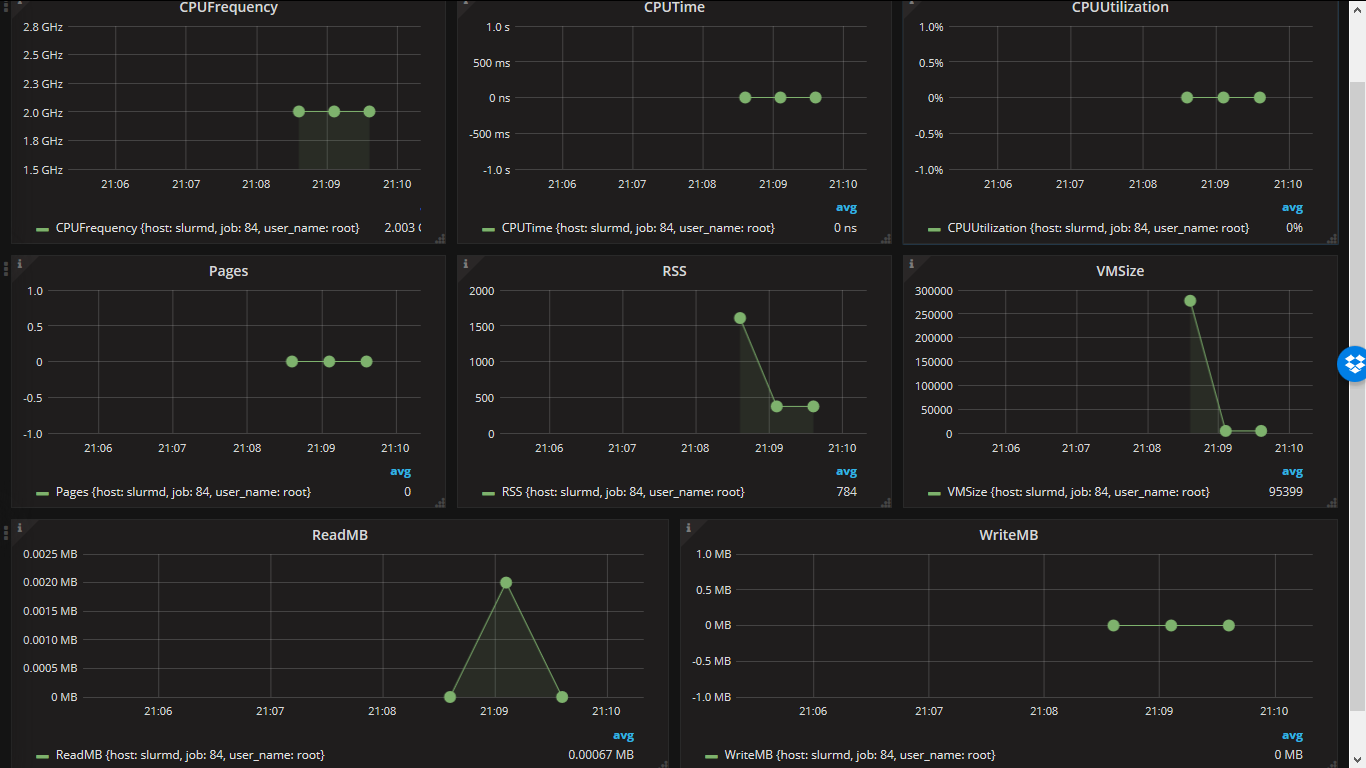 CPUFrequency
2.8 GHz
2.5 GHz
2.3 GHz
2.0 GHz
1.8 GHz
1.5 GHz
21:06 21:07 21:08 21:09 21:10
CPUFrequency {host: slurmd, job: 84, user_name: root} 2.003
CPUTime
1.0 s
500 ms
0 ns
-500 ms
-1.0 s
21:06 21:07 21:08 21:09 21:10
avg
CPUTime {host: slurmd, job: 84, user_name: root} 0 ns
CPUUtilization
1.0%
0.5%
0%
-0.5%
-1.0%
21:06 21:07 21:08 21:09 21:10
avg
CPUUtilization {host: slurmd, job: 84, user_name: root} 0%
Pages
1.0
0.5
0
-0.5
-1.0
21:06 21:07 21:08 21:09 21:10
avg
Pages {host: slurmd, job: 84, user_name: root} 0
RSS
2000
1500
1000
500
0
21:06 21:07 21:08 21:09 21:10
avg
RSS {host: slurmd, job: 84, user_name: root} 784
VMSize
300000
250000
200000
150000
100000
50000
0
21:06 21:07 21:08 21:09 21:10
avg
VMSize {host: slurmd, job: 84, user_name: root} 95399
ReadMB
0.0025 MB
0.0020 MB
0.0015 MB
0.0010 MB
0.0005 MB
0 MB
21:06 21:07 21:08 21:09 21:10
avg
ReadMB {host: slurmd, job: 84, user_name: root} 0.00067 MB
WriteMB
1.0 MB
0.5 MB
0 MB
-0.5 MB
-1.0 MB
21:06 21:07 21:08 21:09 21:10
avg
WriteMB {host: slurmd, job: 84, user_name: root} 0 MB